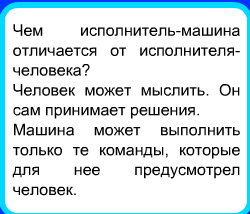 Чем исполнитель-машина
отличается от исполнителя-
человека?
Человек может мыслить. Он
сам принимает решения.
Машина может выполнить
только те команды, которые
для нее предусмотрел
человек.